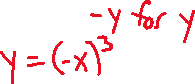 -y for y
y = (-x)³